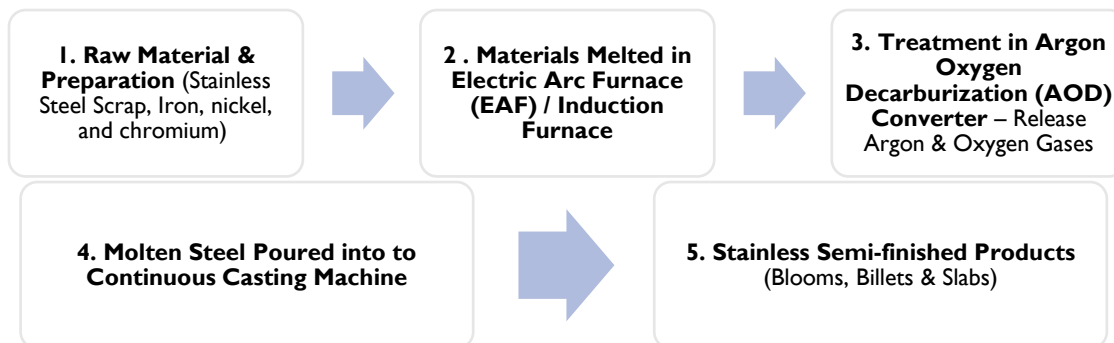 1. Raw Material &
Preparation (Stainless
Steel Scrap, Iron, nickel,
and chromium)
2 . Materials Melted in
Electric Arc Furnace
(EAF) / Induction
Furnace
3. Treatment in Argon
Oxygen
Decarburization (AOD)
Converter – Release
Argon & Oxygen Gases
4. Molten Steel Poured into to
Continuous Casting Machine
5. Stainless Semi-finished Products
(Blooms, Billets & Slabs)